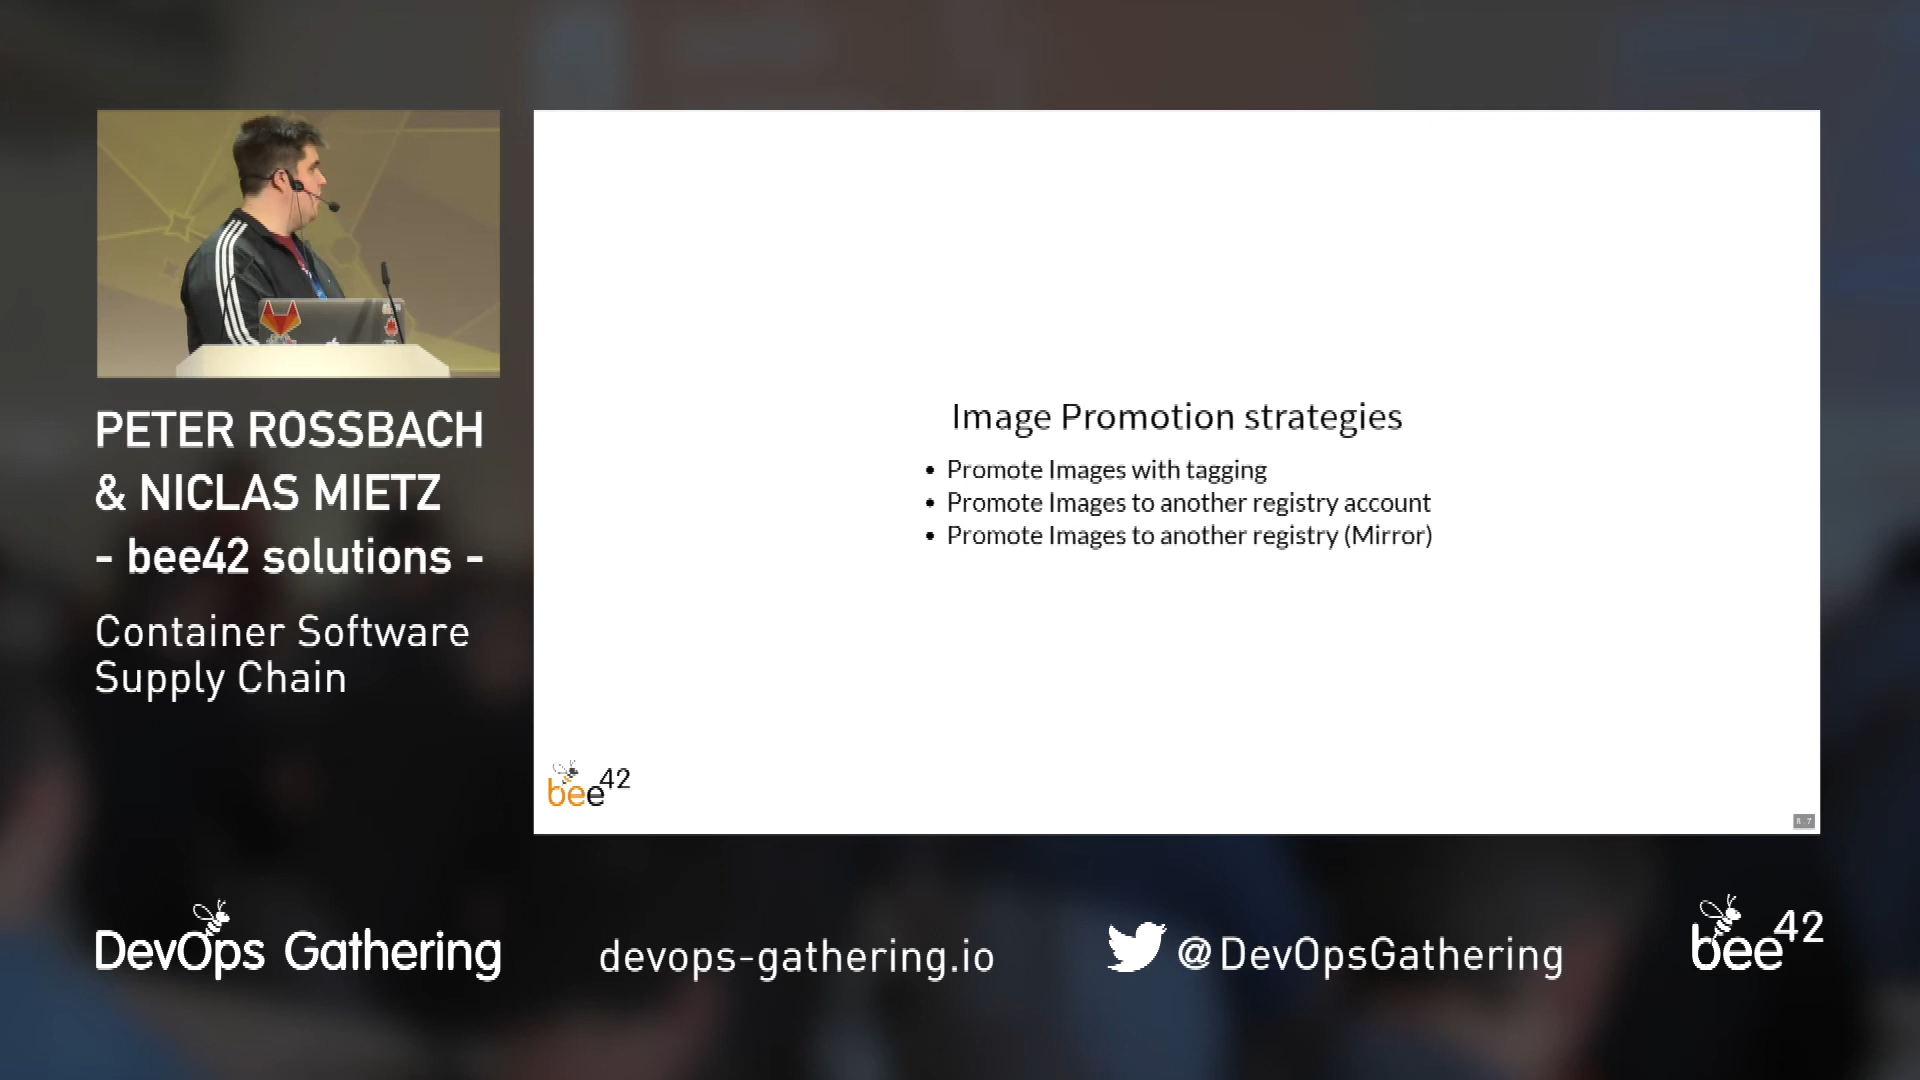 PETER ROSSBACH
& NICLAS MIETZ
- bee42 solutions -
Container Software
Supply Chain
Image Promotion strategies
• Promote Images with tagging
• Promote Images to another registry account
• Promote Images to another registry (Mirror)
bee42
DevOps Gathering
devops-gathering.io
@DevOpsGathering
bee42